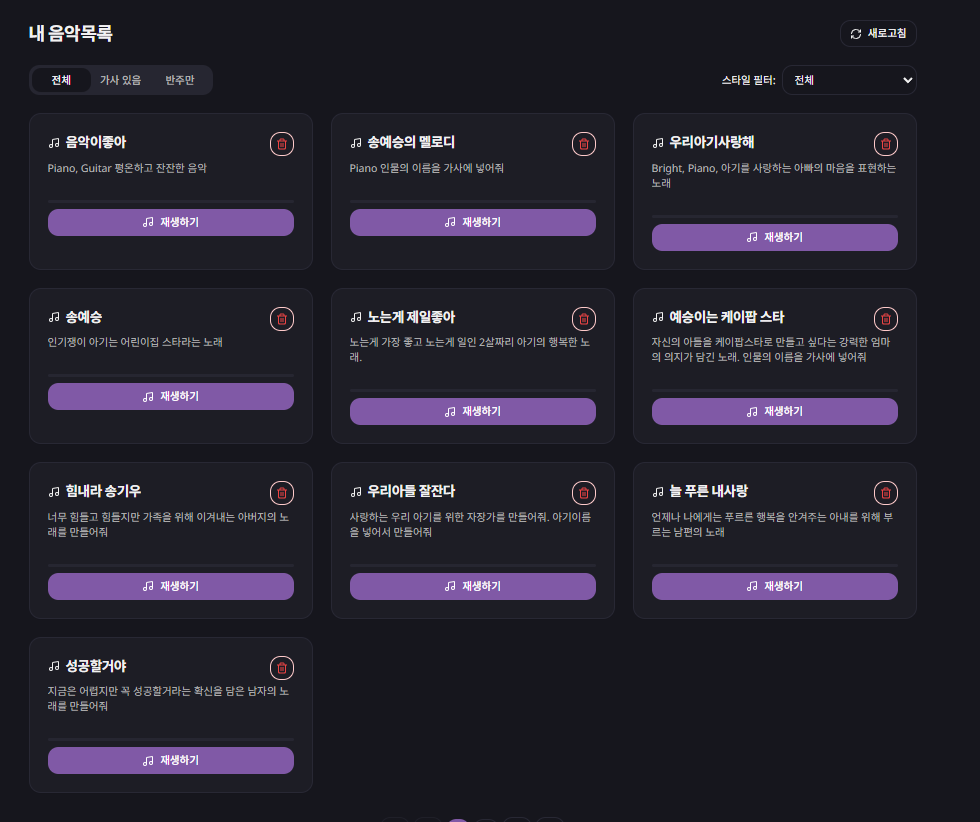 내 음악목록
새로고침
전체
가사 있음
반주만
스타일 필터:
전체
음악이좋아
Piano, Guitar 평온하고 잔잔한 음악
재생하기
송예승의 멜로디
Piano 인물의 이름을 가사에 넣어줘
재생하기
우리아기사랑해
Bright, Piano, 아기를 사랑하는 아빠의 마음을 표현하는
노래
재생하기
송예승
인기쟁이 아기는 어린이집 스타라는 노래
재생하기
노는게 제일좋아
노는게 가장 좋고 노는게 일인 2살짜리 아기의 행복한 노
래.
재생하기
예승이는 케이팝 스타
자신의 아들을 케이팝스타로 만들고 싶다는 강력한 엄마
의 의지가 담긴 노래. 인물의 이름을 가사에 넣어줘
재생하기
힘내라 송기우
너무 힘들고 힘들지만 가족을 위해 이겨내는 아버지의 노
래를 만들어줘
재생하기
우리아들 잘잔다
사랑하는 우리 아기를 위한 자장가를 만들어줘. 아기이름
을 넣어서 만들어줘
재생하기
늘 푸른 내사랑
언제나 나에게는 푸르른 행복을 안겨주는 아내를 위해 부
르는 남편의 노래
재생하기
성공할거야
지금은 어렵지만 꼭 성공할거라는 확신을 담은 남자의 노
래를 만들어줘
재생하기